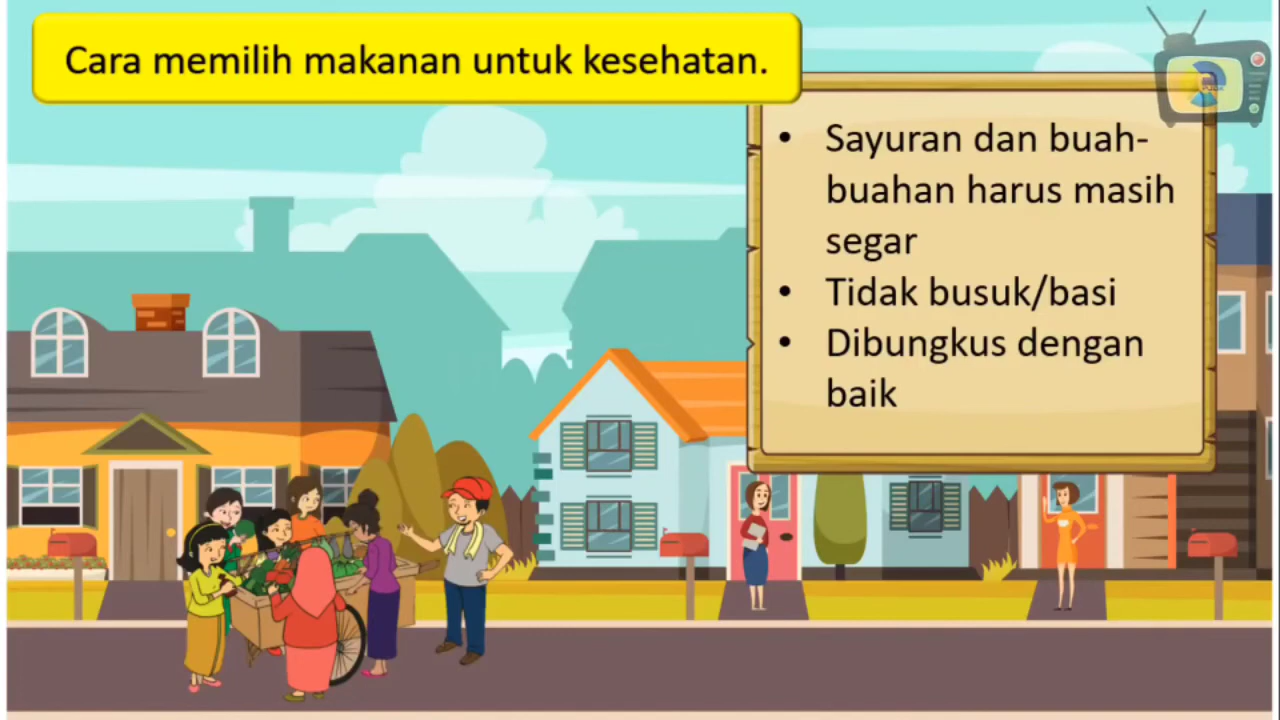 Cara memilih makanan untuk kesehatan.
• Sayuran dan buah-
buahan harus masih
segar
• Tidak busuk/basi
• Dibungkus dengan
baik